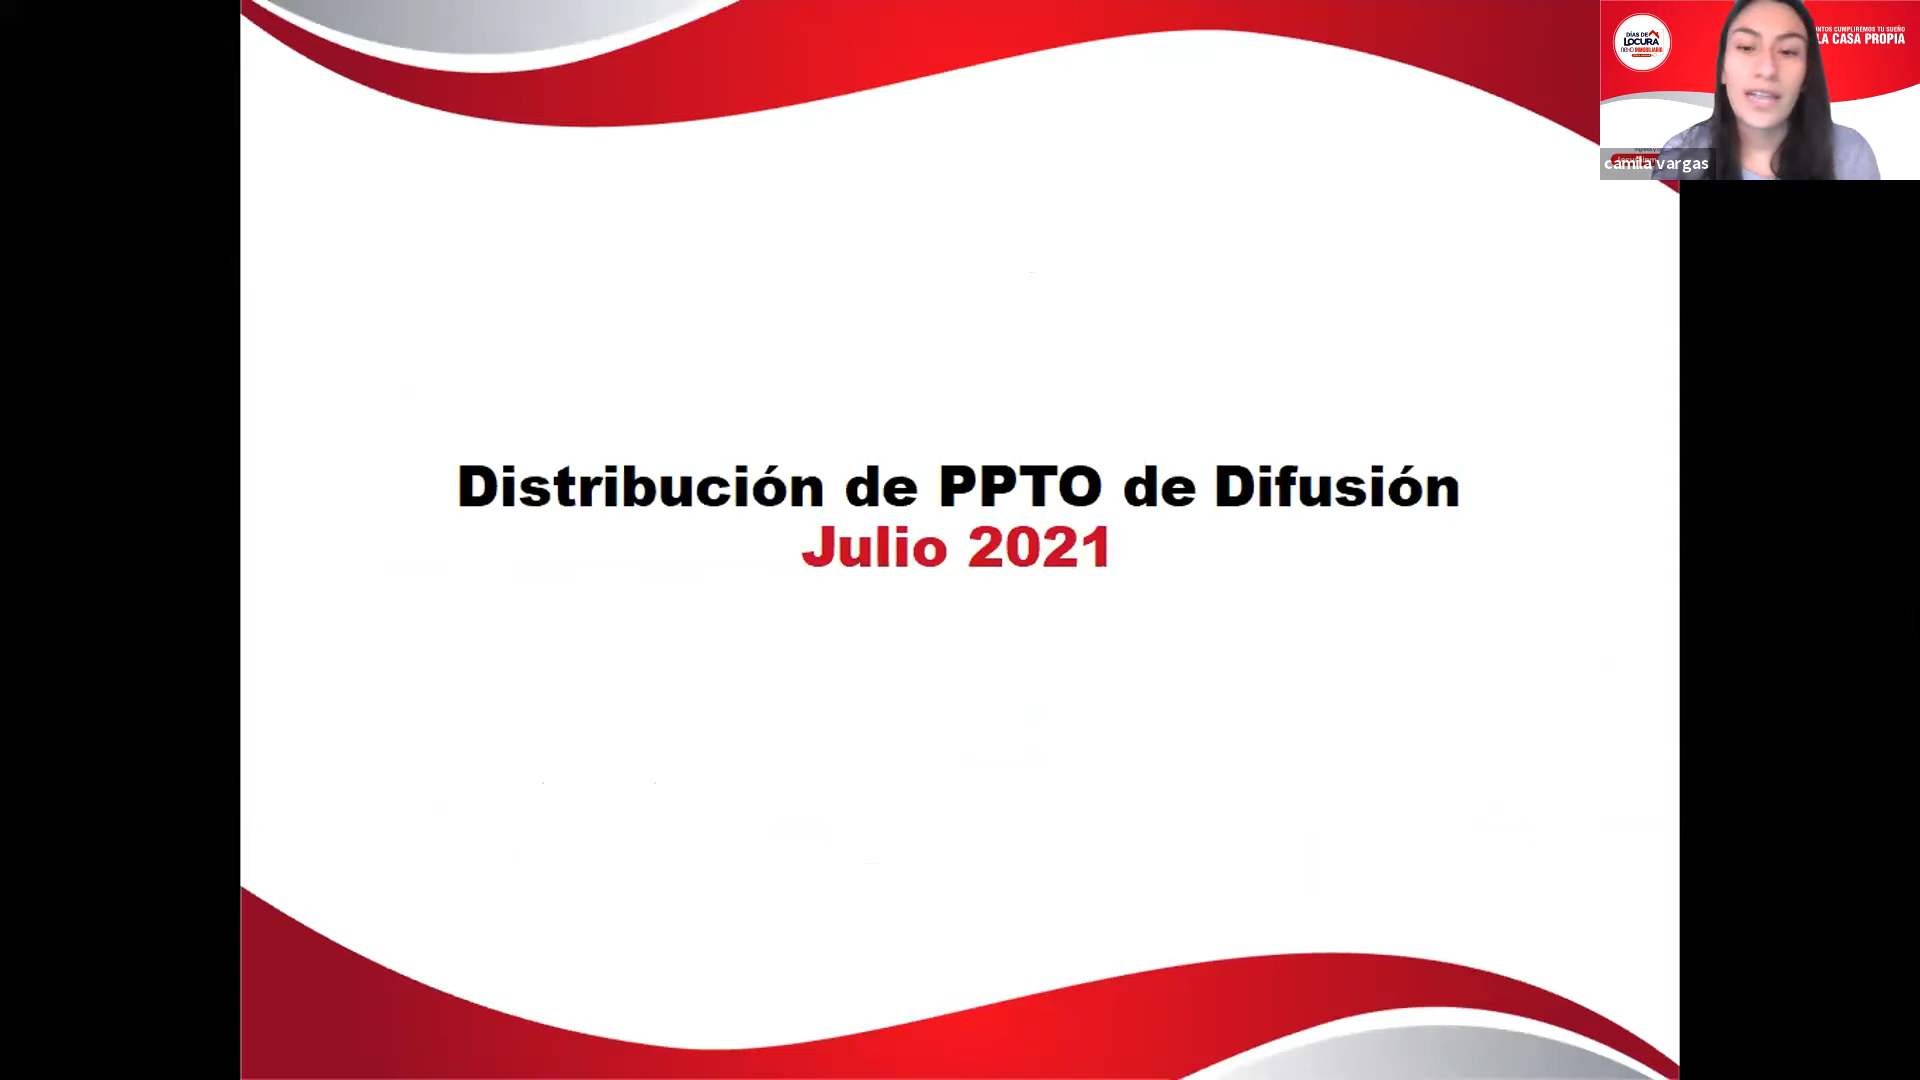 Distribución de PPTO de Difusión
Julio 2021
DÍAS DE
LOCURA
LA CASA PROPIA
camila vargas